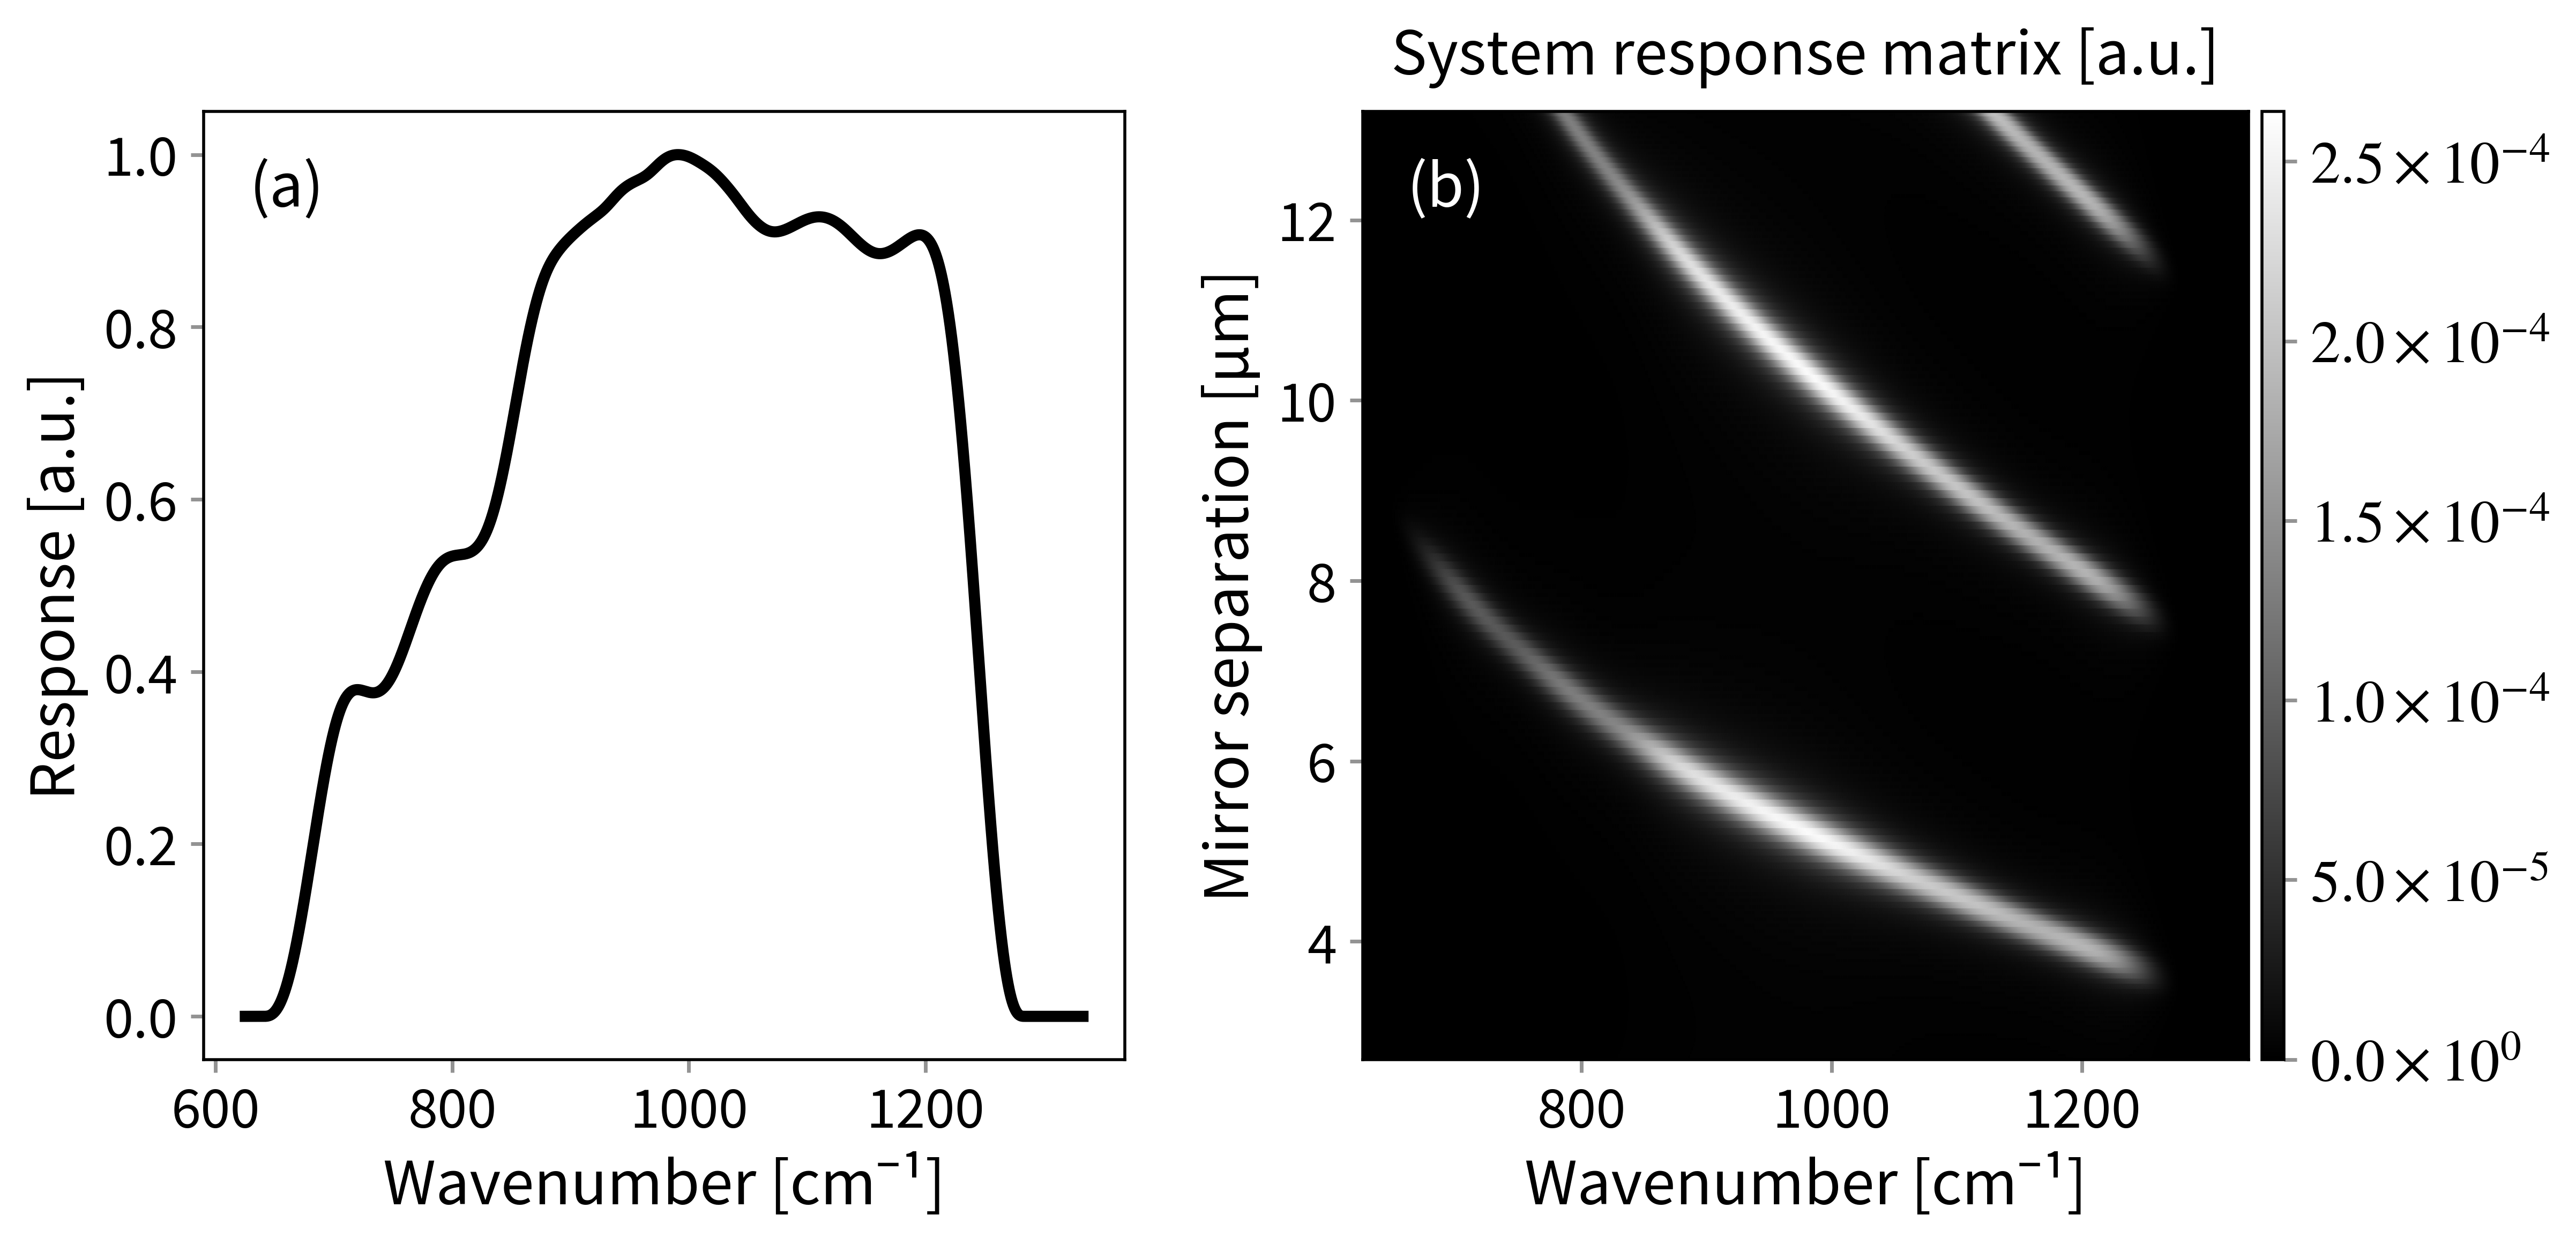 System response matrix [a.u.]
(a)
1.0
0.8
0.6
0.4
0.2
0.0
Response [a.u.]
600 800 1000 1200
Wavenumber [cm⁻¹]
(b)
12
10
8
6
4
Mirror separation [µm]
800 1000 1200
Wavenumber [cm⁻¹]
2.5×10⁻⁴
2.0×10⁻⁴
1.5×10⁻⁴
1.0×10⁻⁴
5.0×10⁻⁵
0.0×10⁰